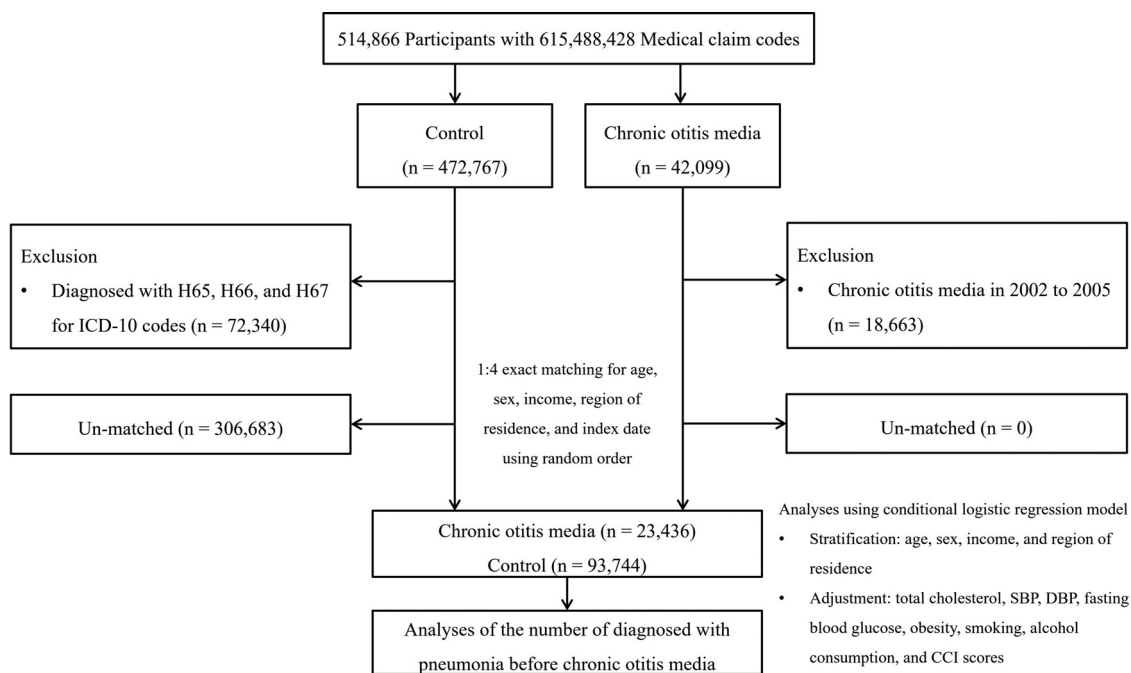 514,866 Participants with 615,488,428 Medical claim codes
Control
(n = 472,767)
Chronic otitis media
(n = 42,099)
Exclusion
• Diagnosed with H65, H66, and H67
for ICD-10 codes (n = 72,340)
Exclusion
• Chronic otitis media in 2002 to 2005
(n = 18,663)
1:4 exact matching for age,
sex, income, region of
residence, and index date
using random order
Un-matched (n = 306,683)
Un-matched (n = 0)
Chronic otitis media (n = 23,436)
Control (n = 93,744)
Analyses using conditional logistic regression model
• Stratification: age, sex, income, and region of
residence
• Adjustment: total cholesterol, SBP, DBP, fasting
blood glucose, obesity, smoking, alcohol
consumption, and CCI scores
Analyses of the number of diagnosed with
pneumonia before chronic otitis media